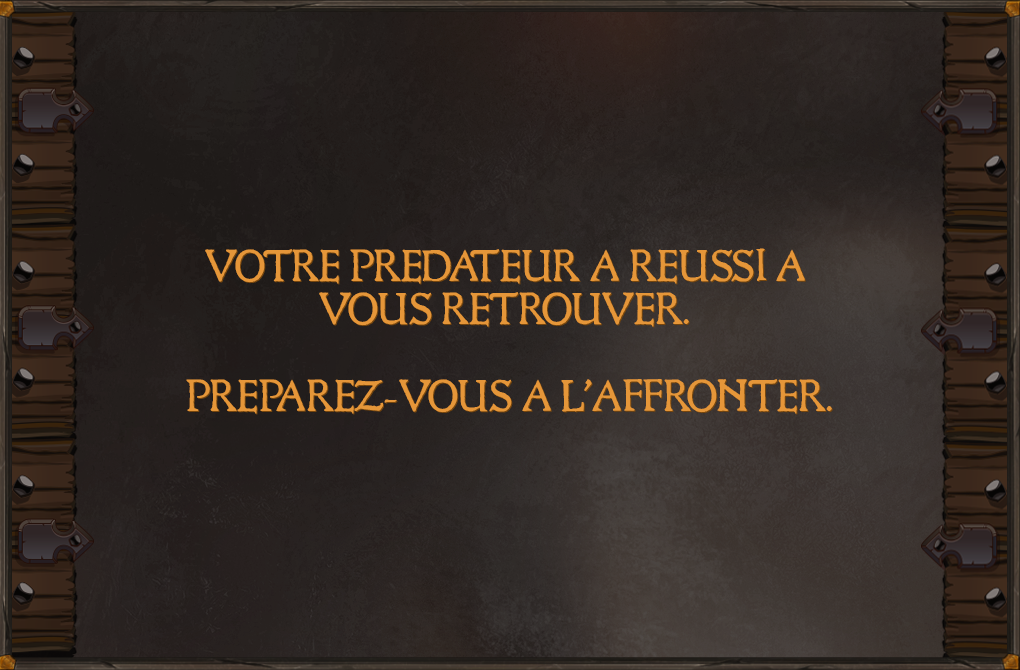 VOTRE PREDATEUR A REUSSI A
VOUS RETROUVER.
PREPAREZ-VOUS A L'AFFRONTER.